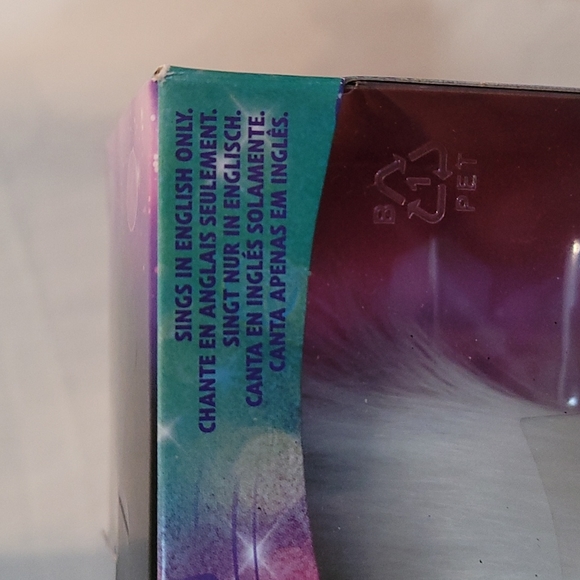 SINGS IN ENGLISH ONLY.
CHANTE EN ANGLAIS SEULEMENT.
SINGT NUR IN ENGLISCH.
CANTA EN INGLÉS SOLAMENTE.
CANTA APENAS EM INGLÊS.
B
1
PET